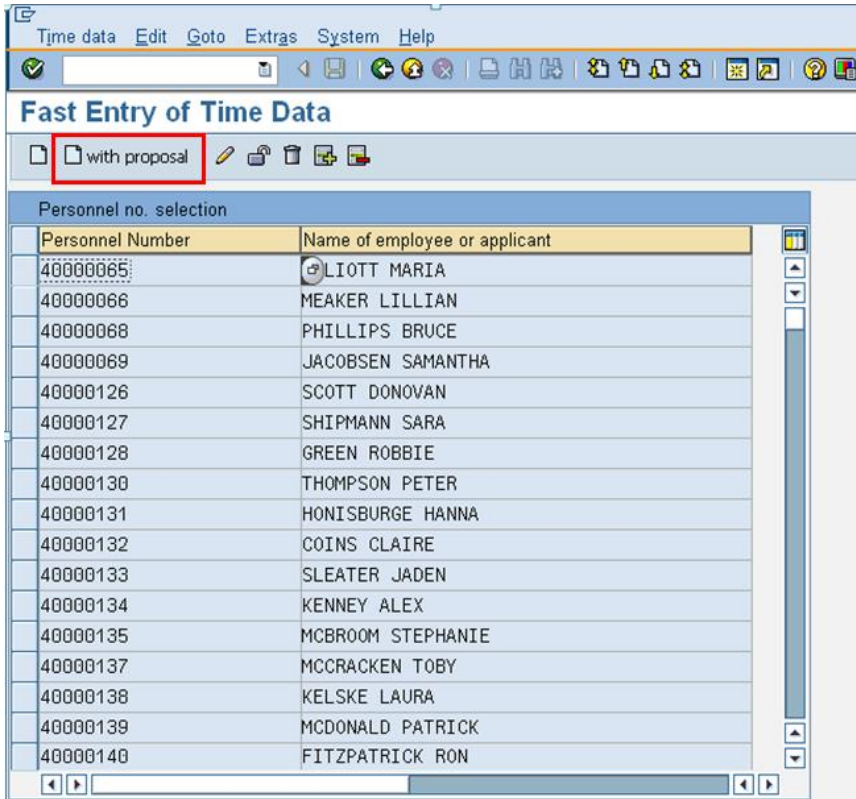 Time data Edit Goto Extras System Help
Fast Entry of Time Data
with proposal
Personnel no. selection
Personnel Number Name of employee or applicant
40000065 LIOTT MARIA
40000066 MEAKER LILLIAN
40000068 PHILLIPS BRUCE
40000069 JACOBSEN SAMANTHA
40000126 SCOTT DONOVAN
40000127 SHIPMANN SARA
40000128 GREEN ROBBIE
40000130 THOMPSON PETER
40000131 HONISBURGE HANNA
40000132 COINS CLAIRE
40000133 SLEATER JADEN
40000134 KENNEY ALEX
40000135 MCBROOM STEPHANIE
40000137 MCCRACKEN TOBY
40000138 KELSKE LAURA
40000139 MCDONALD PATRICK
40000140 FITZPATRICK RON